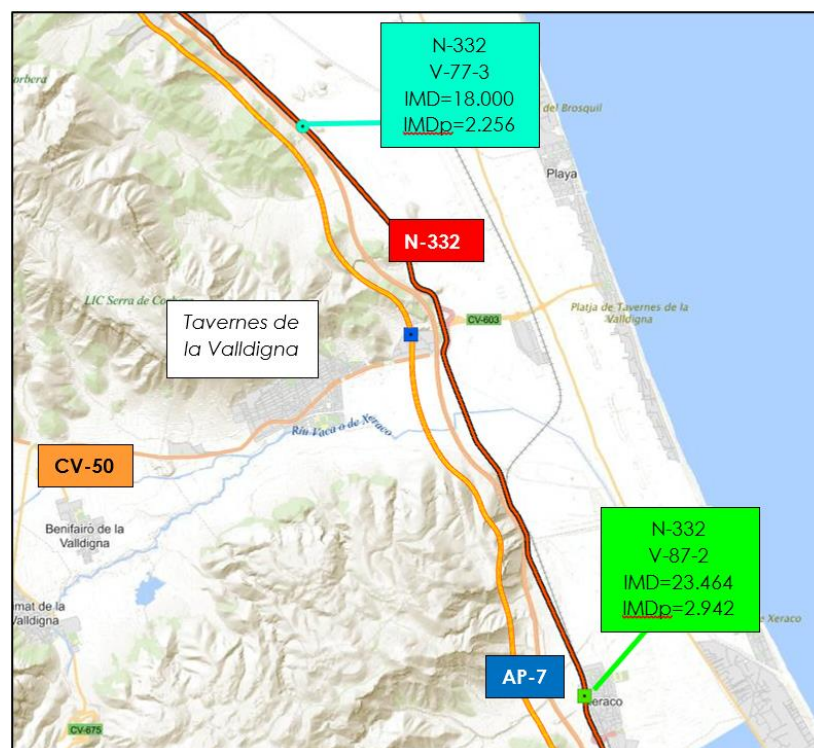 N-332
V-77-3
IMD=18.000
IMDp=2.256
del Brosquil
Playa
N-332
LIC Serra de Corbera
Platja de Tavernes de la
Valldigna
CV-603
Tavernes de
la Valldigna
Riu Vaca o de Xeraco
CV-50
Benifairó de la
Valldigna
mat de la
Valldigna
N-332
V-87-2
IMD=23.464
IMDp=2.942
e Xeraco
AP-7
eraco
CV-675